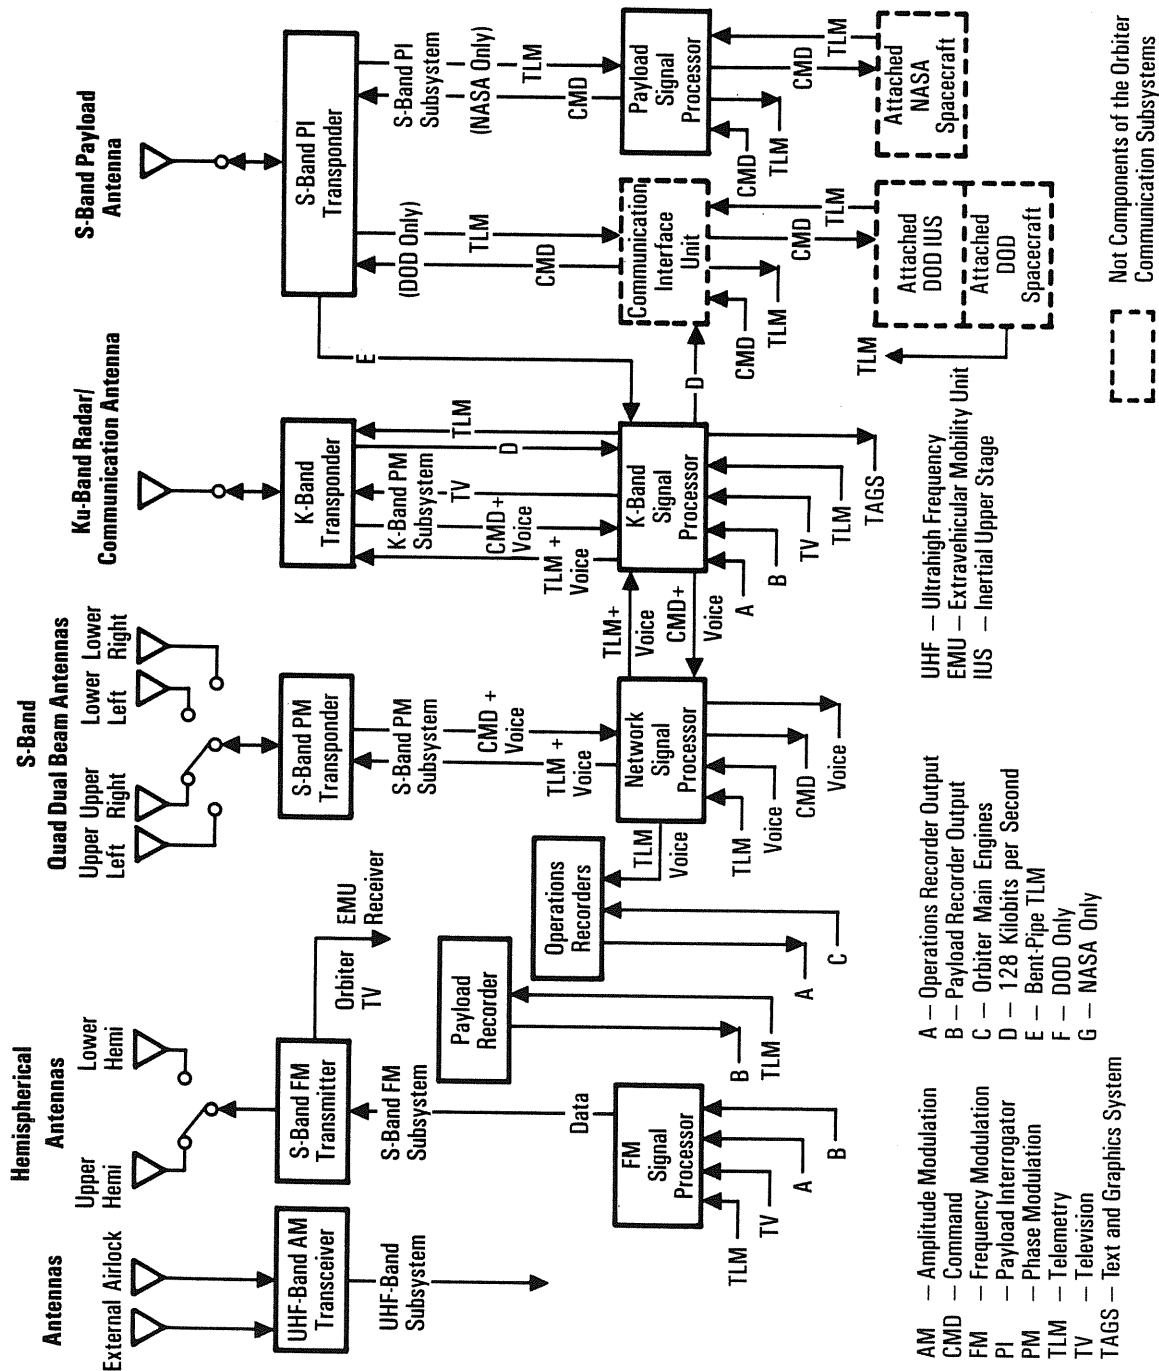 Antennas
External Airlock
UHF-Band AM
Transceiver
UHF-Band
Subsystem
Hemispherical
Antennas
Upper
Hemi
Lower
Hemi
S-Band FM
Transmitter
Orbiter
TV
EMU
Receiver
S-Band FM
Subsystem
Data
FM
Signal
Processor
TLM
TV
A
B
Payload
Recorder
B
TLM
Operations
Recorders
A
C
TLM
Voice
S-Band
Quad Dual Beam Antennas
Upper
Left
Upper
Right
Lower
Left
Lower
Right
S-Band PM
Transponder
S-Band PM
Subsystem
TLM +
Voice
CMD +
Voice
Network
Signal
Processor
TLM
Voice
CMD
Voice
TLM+
Voice
CMD+
Voice
Ku-Band Radar/
Communication Antenna
K-Band
Transponder
TLM +
Voice
CMD+
Voice
K-Band PM
Subsystem
TV
D
TLM
K-Band
Signal
Processor
A
B
TV
TLM
TAGS
E
D
S-Band Payload
Antenna
S-Band PI
Transponder
(DOD Only)
CMD
TLM
S-Band PI
Subsystem
(NASA Only)
CMD
TLM
Communication
Interface
Unit
CMD
TLM
CMD
TLM
Payload
Signal
Processor
CMD
TLM
CMD
TLM
Attached
DOD IUS
Attached
DOD
Spacecraft
TLM
Attached
NASA
Spacecraft
AM – Amplitude Modulation
CMD – Command
FM – Frequency Modulation
PI – Payload Interrogator
PM – Phase Modulation
TLM – Telemetry
TV – Television
TAGS – Text and Graphics System
A – Operations Recorder Output
B – Payload Recorder Output
C – Orbiter Main Engines
D – 128 Kilobits per Second
E – Bent-Pipe TLM
F – DOD Only
G – NASA Only
UHF – Ultrahigh Frequency
EMU – Extravehicular Mobility Unit
IUS – Inertial Upper Stage
Not Components of the Orbiter
Communication Subsystems